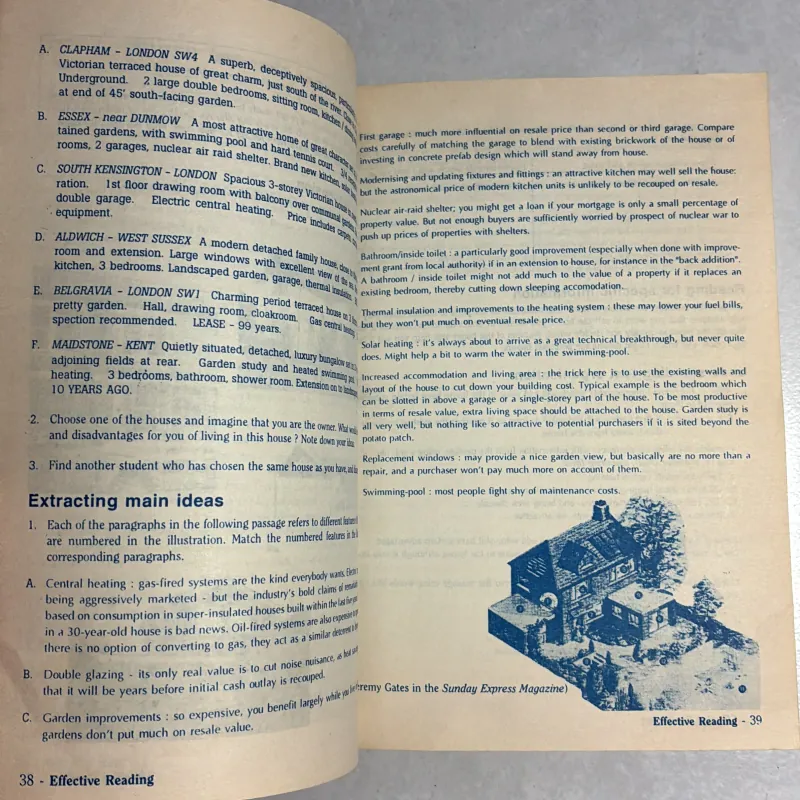 A. CLAPHAM - LONDON SW4 A superb, deceptively spacious,
Victorian terraced house of great charm, just south of the river.
Underground. 2 large double bedrooms, sitting room, kitchen /
at end of 45' south-facing garden.
B. ESSEX - near DUNMOW A most attractive home of great character
tained gardens, with swimming pool and hard tennis court. 3/4
rooms, 2 garages, nuclear air raid shelter. Brand new kitchen,
C. SOUTH KENSINGTON - LONDON Spacious 3-storey Victorian house
ration. 1st floor drawing room with balcony over communal gardens,
double garage. Electric central heating. Price includes carpets,
equipment.
D. ALDWICH - WEST SUSSEX A modern detached family house, close to
room and extension. Large windows with excellent view of the sea.
kitchen, 3 bedrooms. Landscaped garden, garage, thermal insulation.
E. BELGRAVIA - LONDON SW1 Charming period terraced house on 3
pretty garden. Hall, drawing room, cloakroom. Gas central heating.
spection recommended. LEASE - 99 years.
F. MAIDSTONE - KENT Quietly situated, detached, luxury bungalow set in
adjoining fields at rear. Garden study and heated swimming pool.
heating. 3 bedrooms, bathroom, shower room. Extension on to
10 YEARS AGO.
2. Choose one of the houses and imagine that you are the owner. What
and disadvantages for you of living in this house ? Note down your ideas.
3. Find another student who has chosen the same house as you have, and
Extracting main ideas
1. Each of the paragraphs in the following passage refers to different features
are numbered in the illustration. Match the numbered features in the
corresponding paragraphs.
A. Central heating : gas-fired systems are the kind everybody wants.
being aggressively marketed - but the industry's bold claims of
based on consumption in super-insulated houses built within the last five years
in a 30-year-old house is bad news. Oil-fired systems are also expensive
there is no option of converting to gas, they act as a similar deterrent to
B. Double glazing - its only real value is to cut noise nuisance, as heat
that it will be years before initial cash outlay is recouped.
C. Garden improvements : so expensive, you benefit largely while you live
gardens don't put much on resale value.
38 - Effective Reading
First garage : much more influential on resale price than second or third garage. Compare
costs carefully of matching the garage to blend with existing brickwork of the house or of
investing in concrete prefab design which will stand away from house.
Modernising and updating fixtures and fittings : an attractive kitchen may well sell the house:
but the astronomical price of modern kitchen units is unlikely to be recouped on resale.
Nuclear air-raid shelter; you might get a loan if your mortgage is only a small percentage of
property value. But not enough buyers are sufficiently worried by prospect of nuclear war to
push up prices of properties with shelters.
Bathroom/inside toilet : a particularly good improvement (especially when done with improve-
ment grant from local authority) if in an extension to house, for instance in the "back addition".
A bathroom / inside toilet might not add much to the value of a property if it replaces an
existing bedroom, thereby cutting down sleeping accomodation.
Thermal insulation and improvements to the heating system : these may lower your fuel bills,
but they won't put much on eventual resale price.
Solar heating : it's always about to arrive as a great technical breakthrough, but never quite
does. Might help a bit to warm the water in the swimming-pool.
Increased accommodation and living area : the trick here is to use the existing walls and
layout of the house to cut down your building cost. Typical example is the bedroom which
can be slotted in above a garage or a single-storey part of the house. To be most productive
in terms of resale value, extra living space should be attached to the house. Garden study is
all very well, but nothing like so attractive to potential purchasers if it is sited beyond the
potato patch.
Replacement windows : may provide a nice garden view, but basically are no more than a
repair, and a purchaser won't pay much more on account of them.
Swimming-pool : most people fight shy of maintenance costs.
eremy Gates in the Sunday Express Magazine)
Effective Reading - 39